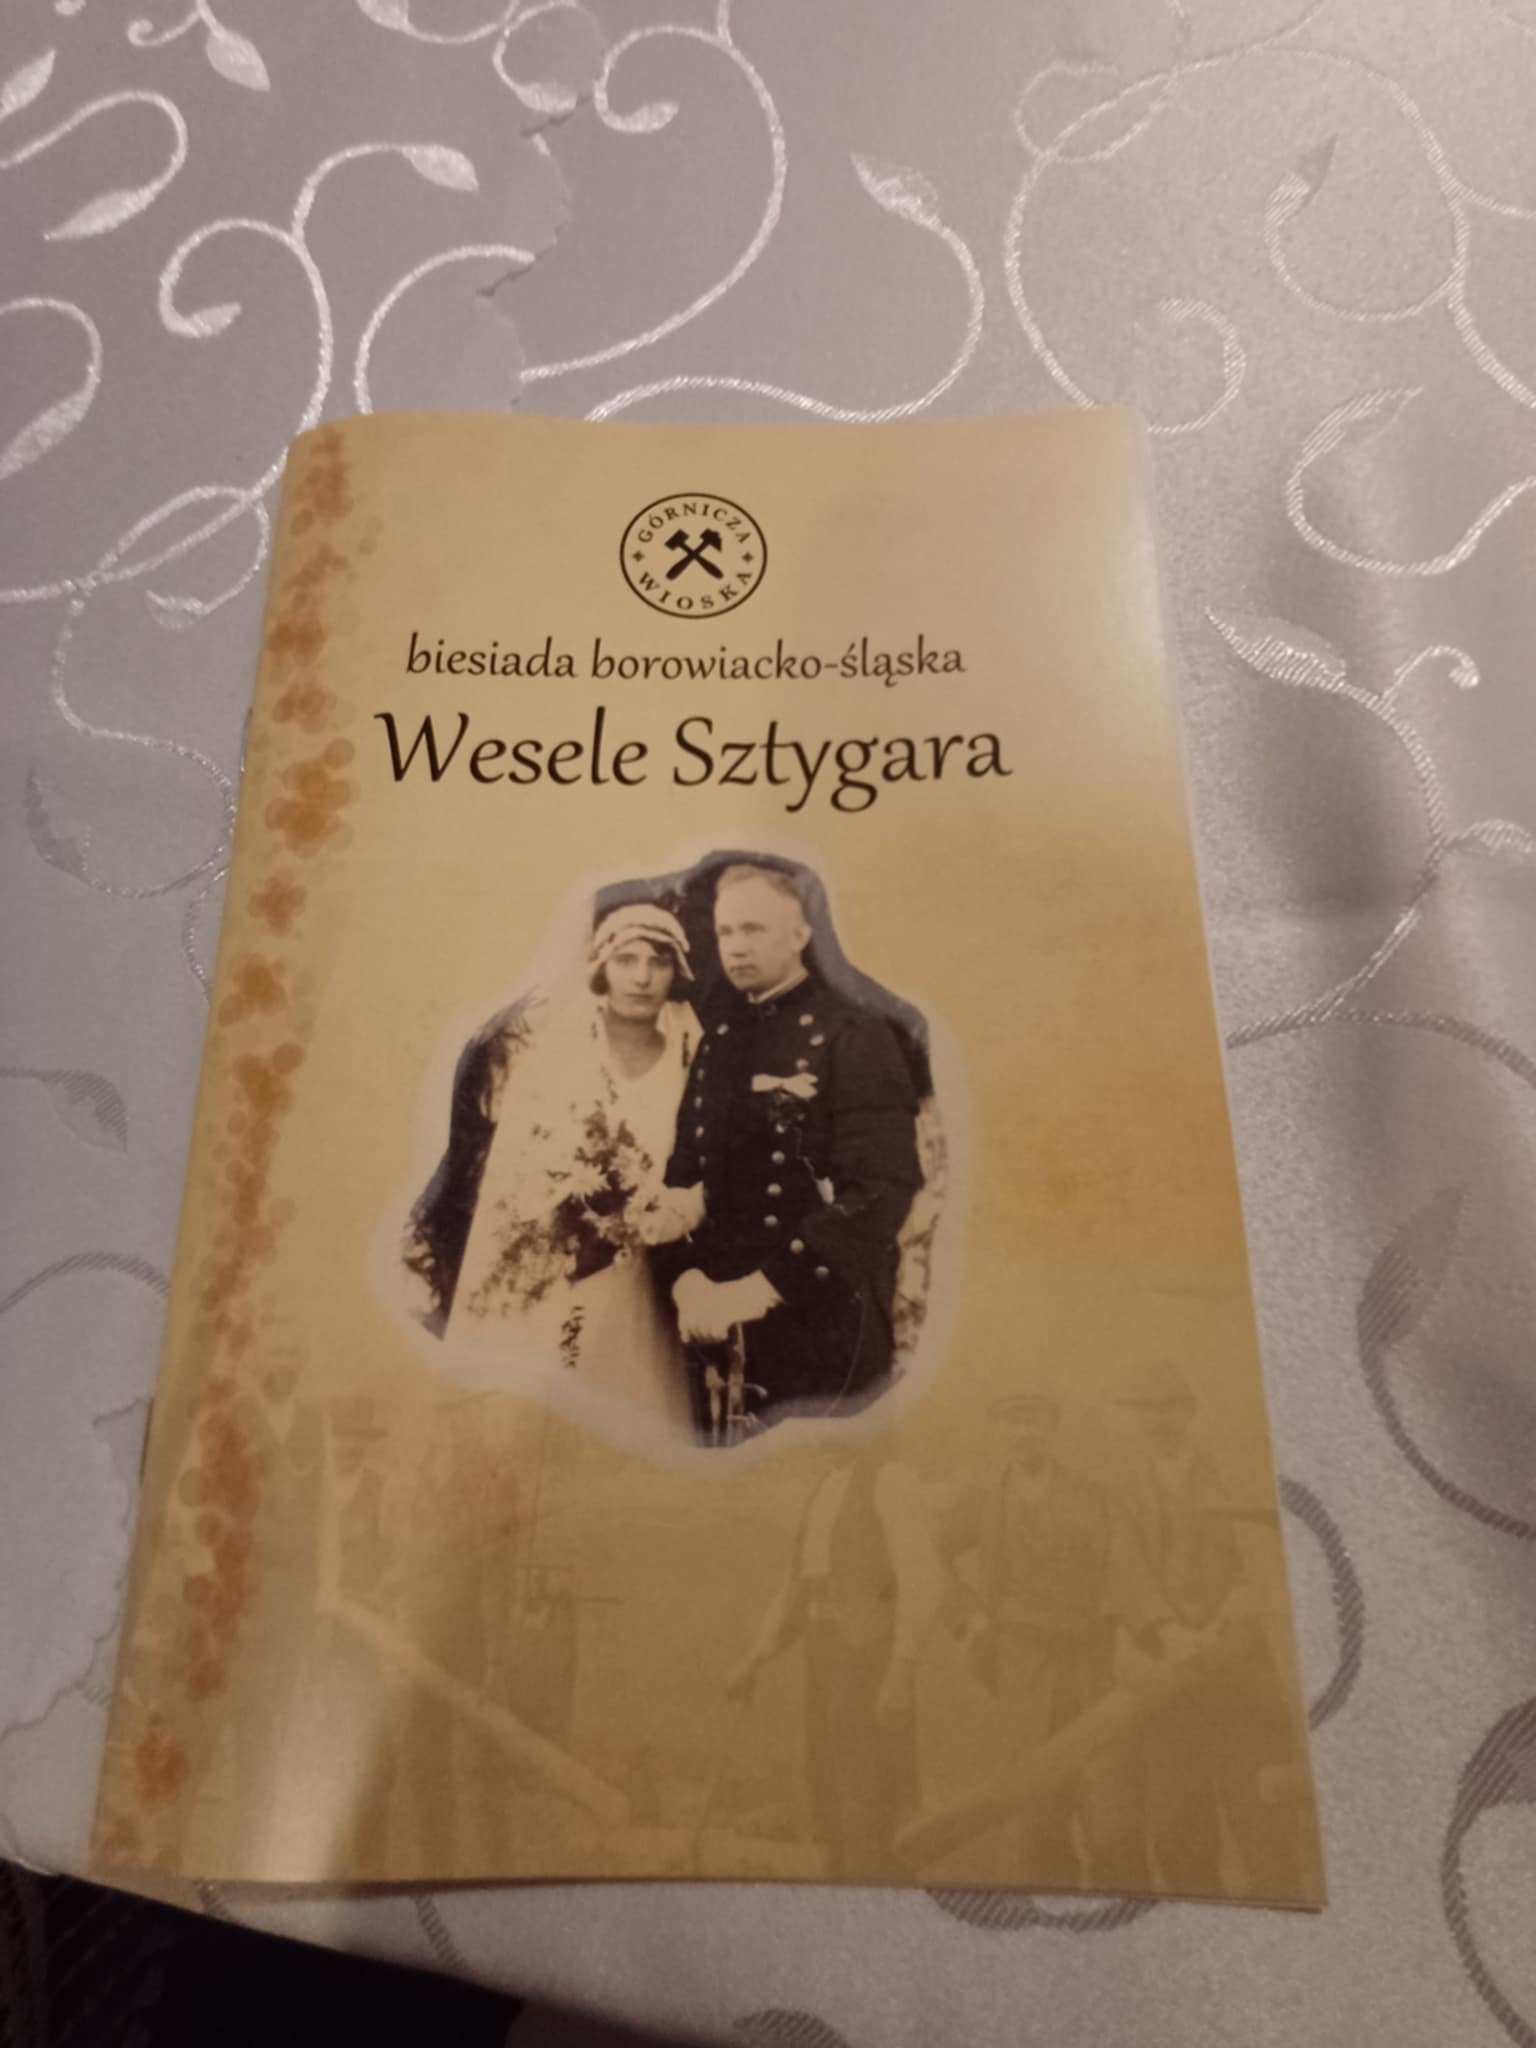 GÓRNICZA
WIOSKA
biesiada borowiacko-śląska
Wesele Sztygara